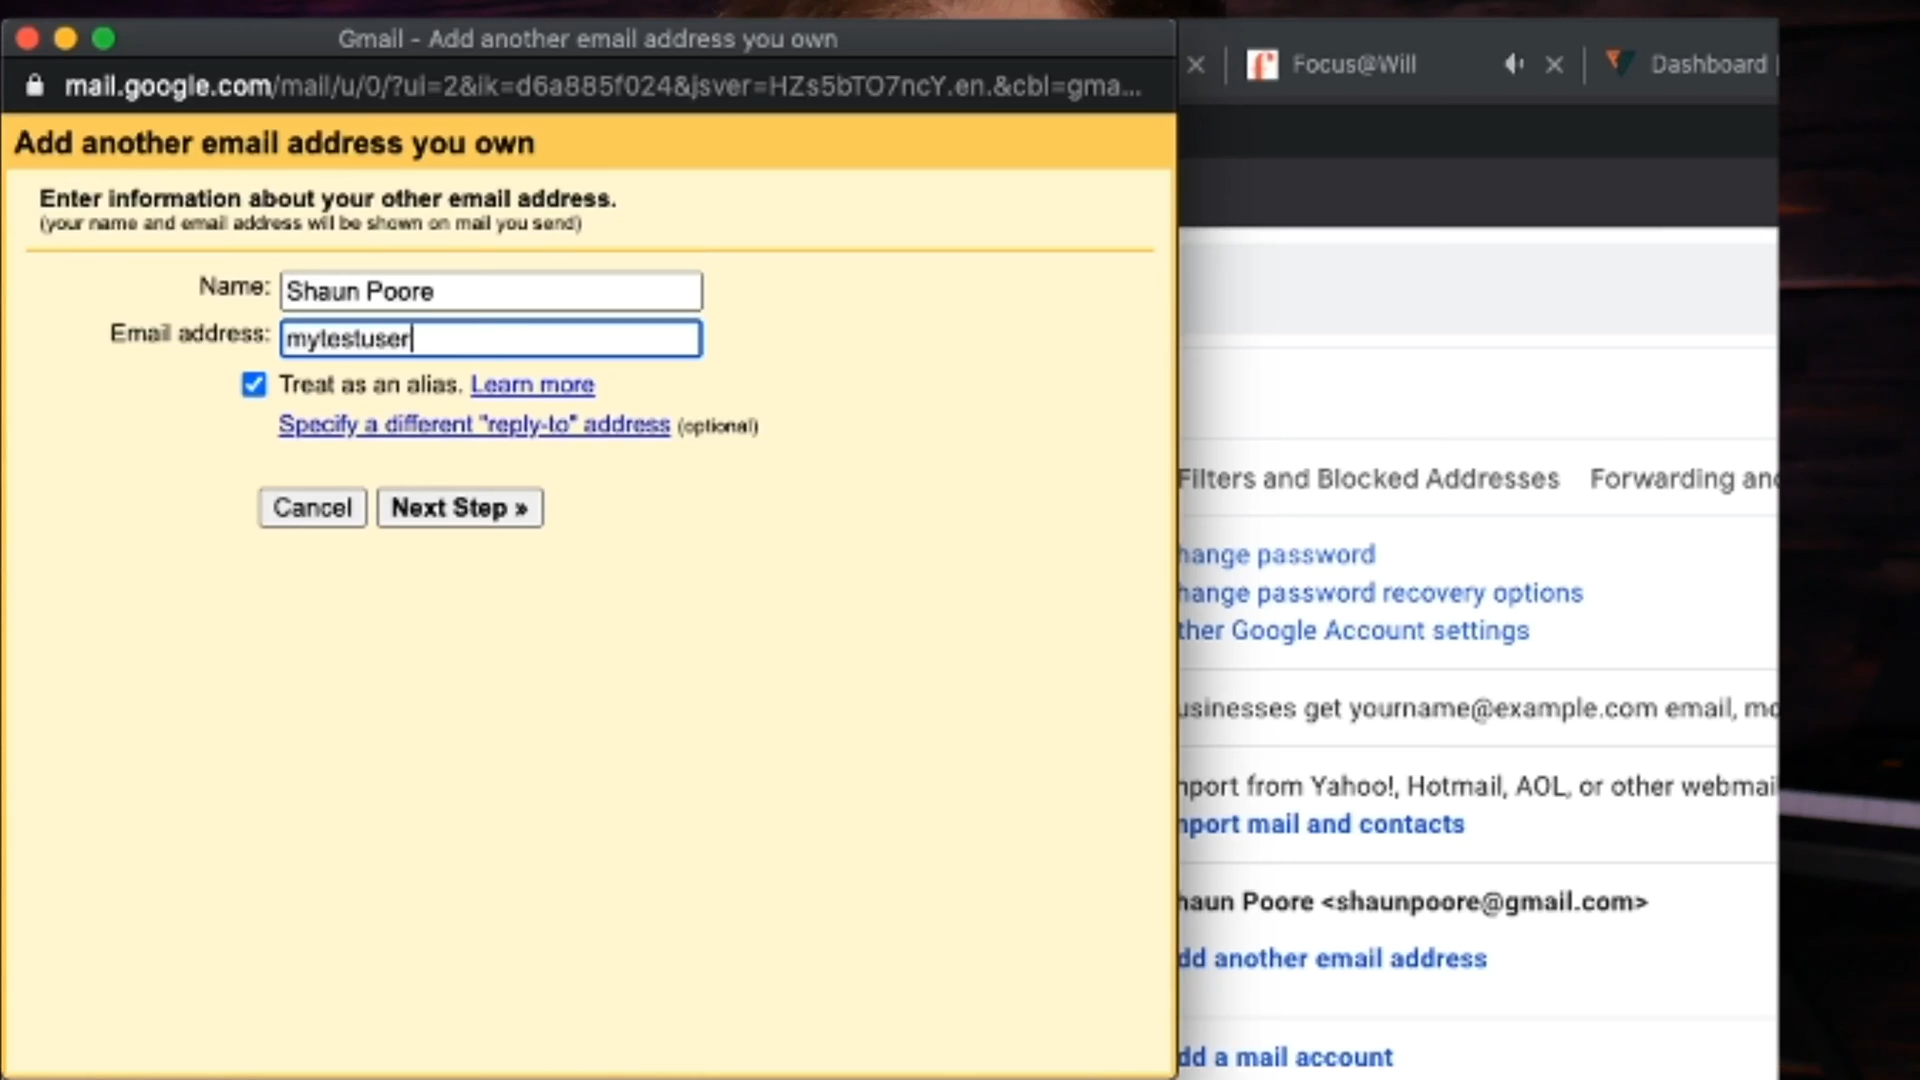 Gmail - Add another email address you own
mail.google.com/mail/u/0/?ui=2&ik=d6a885f024&jsver=HZs5bTO7ncY.en.&cbl=gma...
Focus@Will
Dashboard
Add another email address you own
Enter information about your other email address.
(your name and email address will be shown on mail you send)
Name: Shaun Poore
Email address: mytestuser
Treat as an alias. Learn more
Specify a different "reply-to" address (optional)
Cancel Next Step »
Filters and Blocked Addresses Forwarding and
hange password
hange password recovery options
ther Google Account settings
usinesses get yourname@example.com email, mo
nport from Yahoo!, Hotmail, AOL, or other webmail
nport mail and contacts
haun Poore <shaunpoore@gmail.com>
dd another email address
dd a mail account